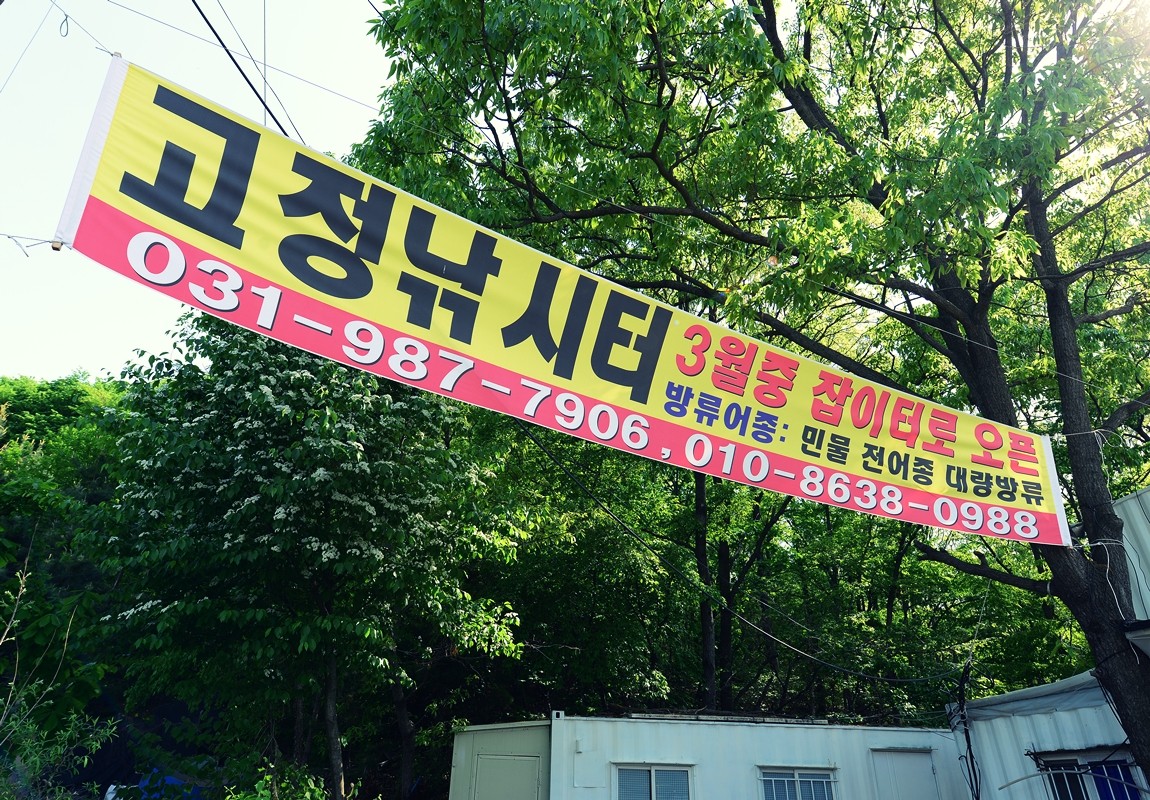 고정낚시터
3월중 잡이터로 오픈
방류어종: 민물 전어종 대량방류
031-987-7906, 010-8638-0988